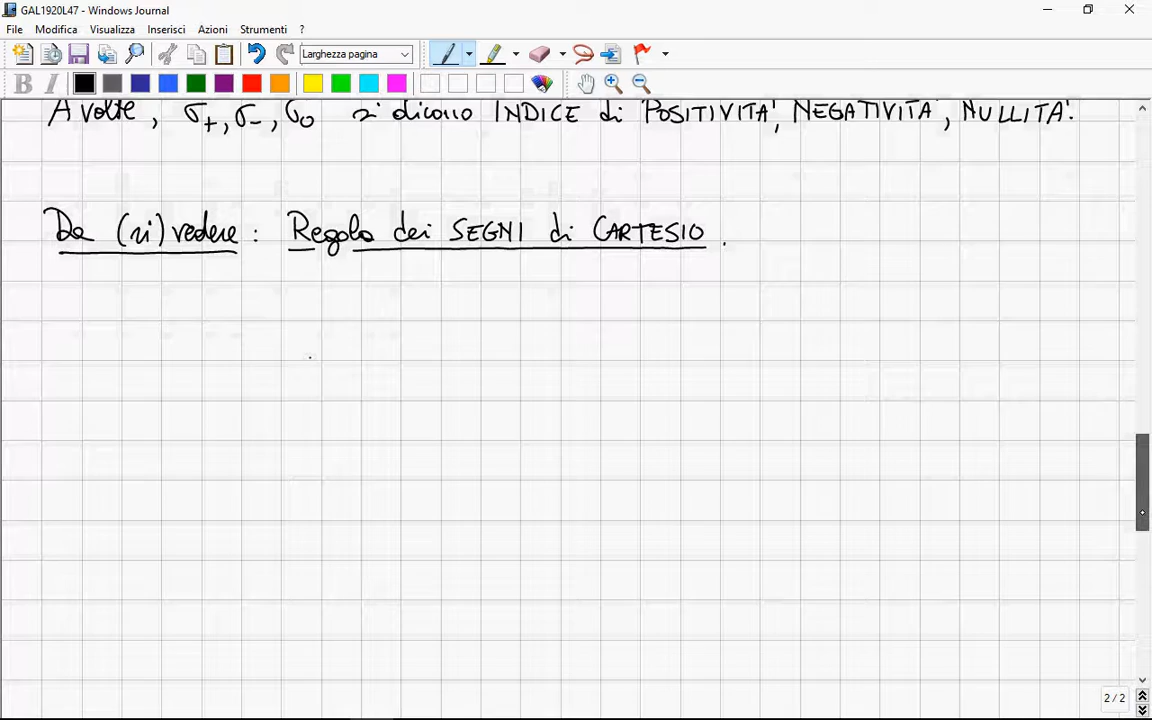 GAL1920L47 - Windows Journal
File Modifica Visualizza Inserisci Azioni Strumenti ?
Larghezza pagina
B I
A volte, σ+, σ-, σ0 si dicono INDICE di POSITIVITA', NEGATIVITA', NULLITA'.
Da (ri)vedere: Regola dei SEGNI di CARTESIO.
2 / 2